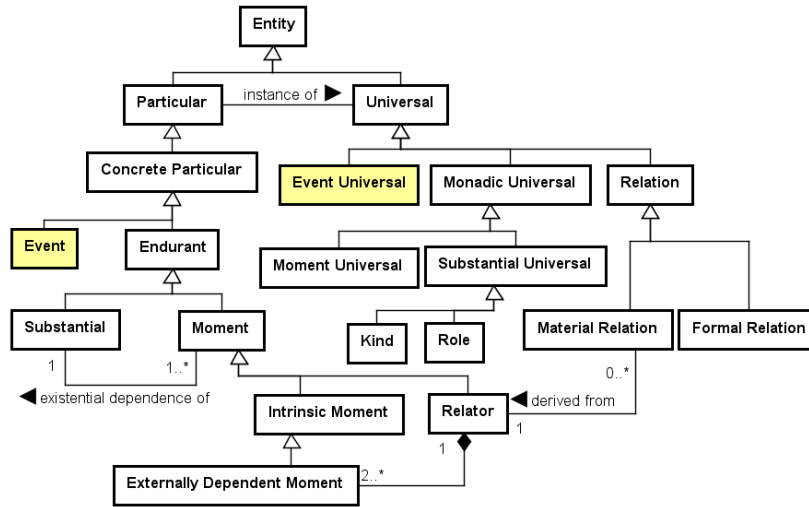 Entity
Particular
instance of
Universal
Concrete Particular
Event Universal
Monadic Universal
Relation
Event
Endurant
Moment Universal
Substantial Universal
Substantial
Moment
Kind
Role
Material Relation
Formal Relation
1
1..*
0..*
existential dependence of
Intrinsic Moment
Relator
derived from
1
1
Externally Dependent Moment
2..*